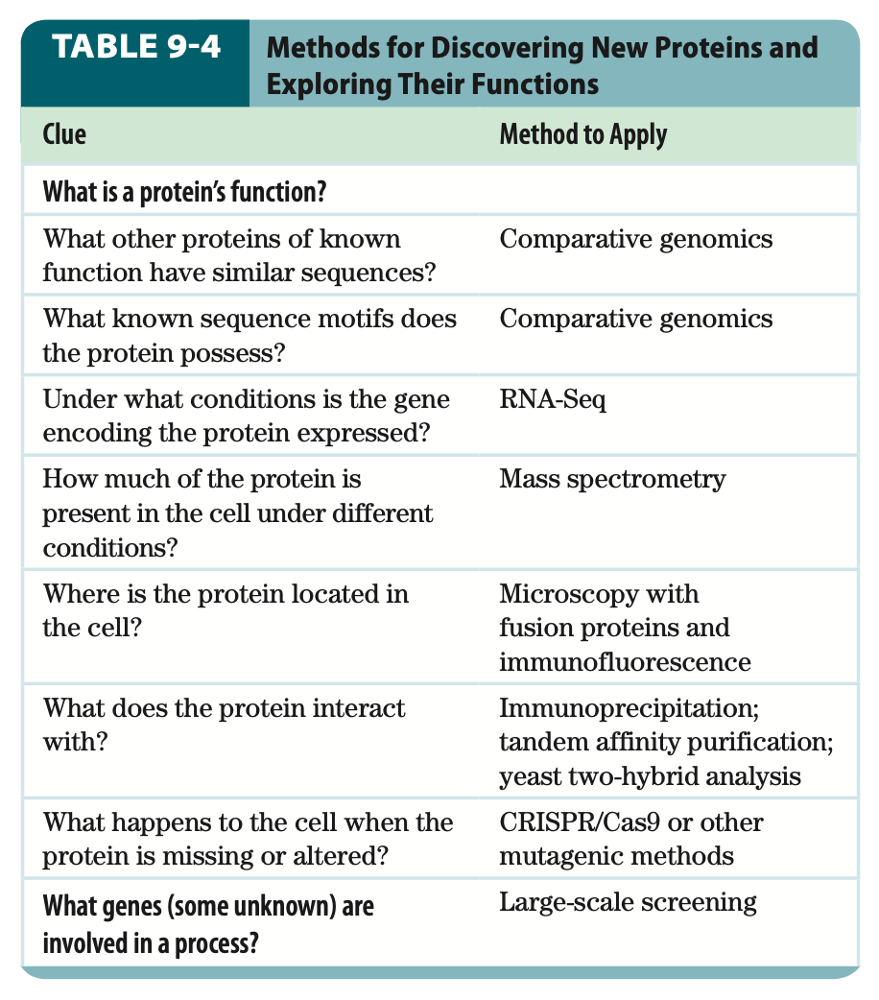 TABLE 9-4
Methods for Discovering New Proteins and
Exploring Their Functions
Clue
Method to Apply
What is a protein’s function?
What other proteins of known
function have similar sequences?
Comparative genomics
What known sequence motifs does
the protein possess?
Comparative genomics
Under what conditions is the gene
encoding the protein expressed?
RNA-Seq
How much of the protein is
present in the cell under different
conditions?
Mass spectrometry
Where is the protein located in
the cell?
Microscopy with
fusion proteins and
immunofluorescence
What does the protein interact
with?
Immunoprecipitation;
tandem affinity purification;
yeast two-hybrid analysis
What happens to the cell when the
protein is missing or altered?
CRISPR/Cas9 or other
mutagenic methods
What genes (some unknown) are
involved in a process?
Large-scale screening